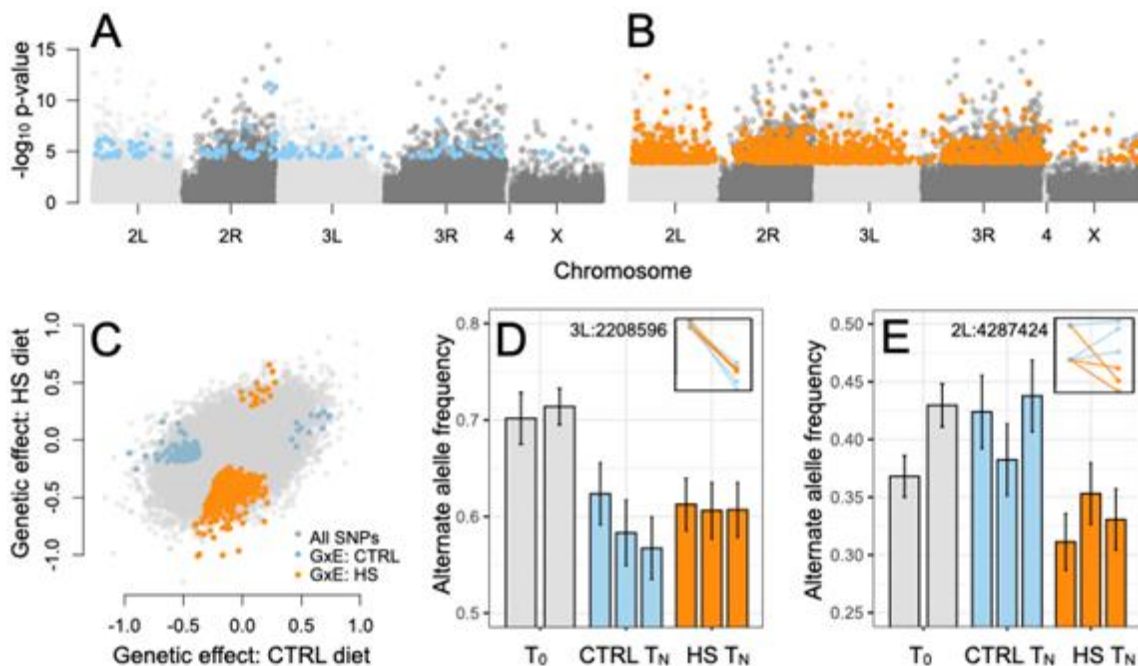 A
B
-log10 p-value
15
10
5
0
2L
2R
3L
3R
4
X
2L
2R
3L
3R
4
X
Chromosome
C
Genetic effect: HS diet
1.0
0.5
0.0
-0.5
-1.0
All SNPs
GxE: CTRL
GxE: HS
-1.0
-0.5
0.0
0.5
1.0
Genetic effect: CTRL diet
D
3L:2208596
Alternate alelle frequency
0.8
0.7
0.6
0.5
T0
CTRL TN
HS TN
E
2L:4287424
Alternate alelle frequency
0.50
0.45
0.40
0.35
0.30
0.25
T0
CTRL TN
HS TN